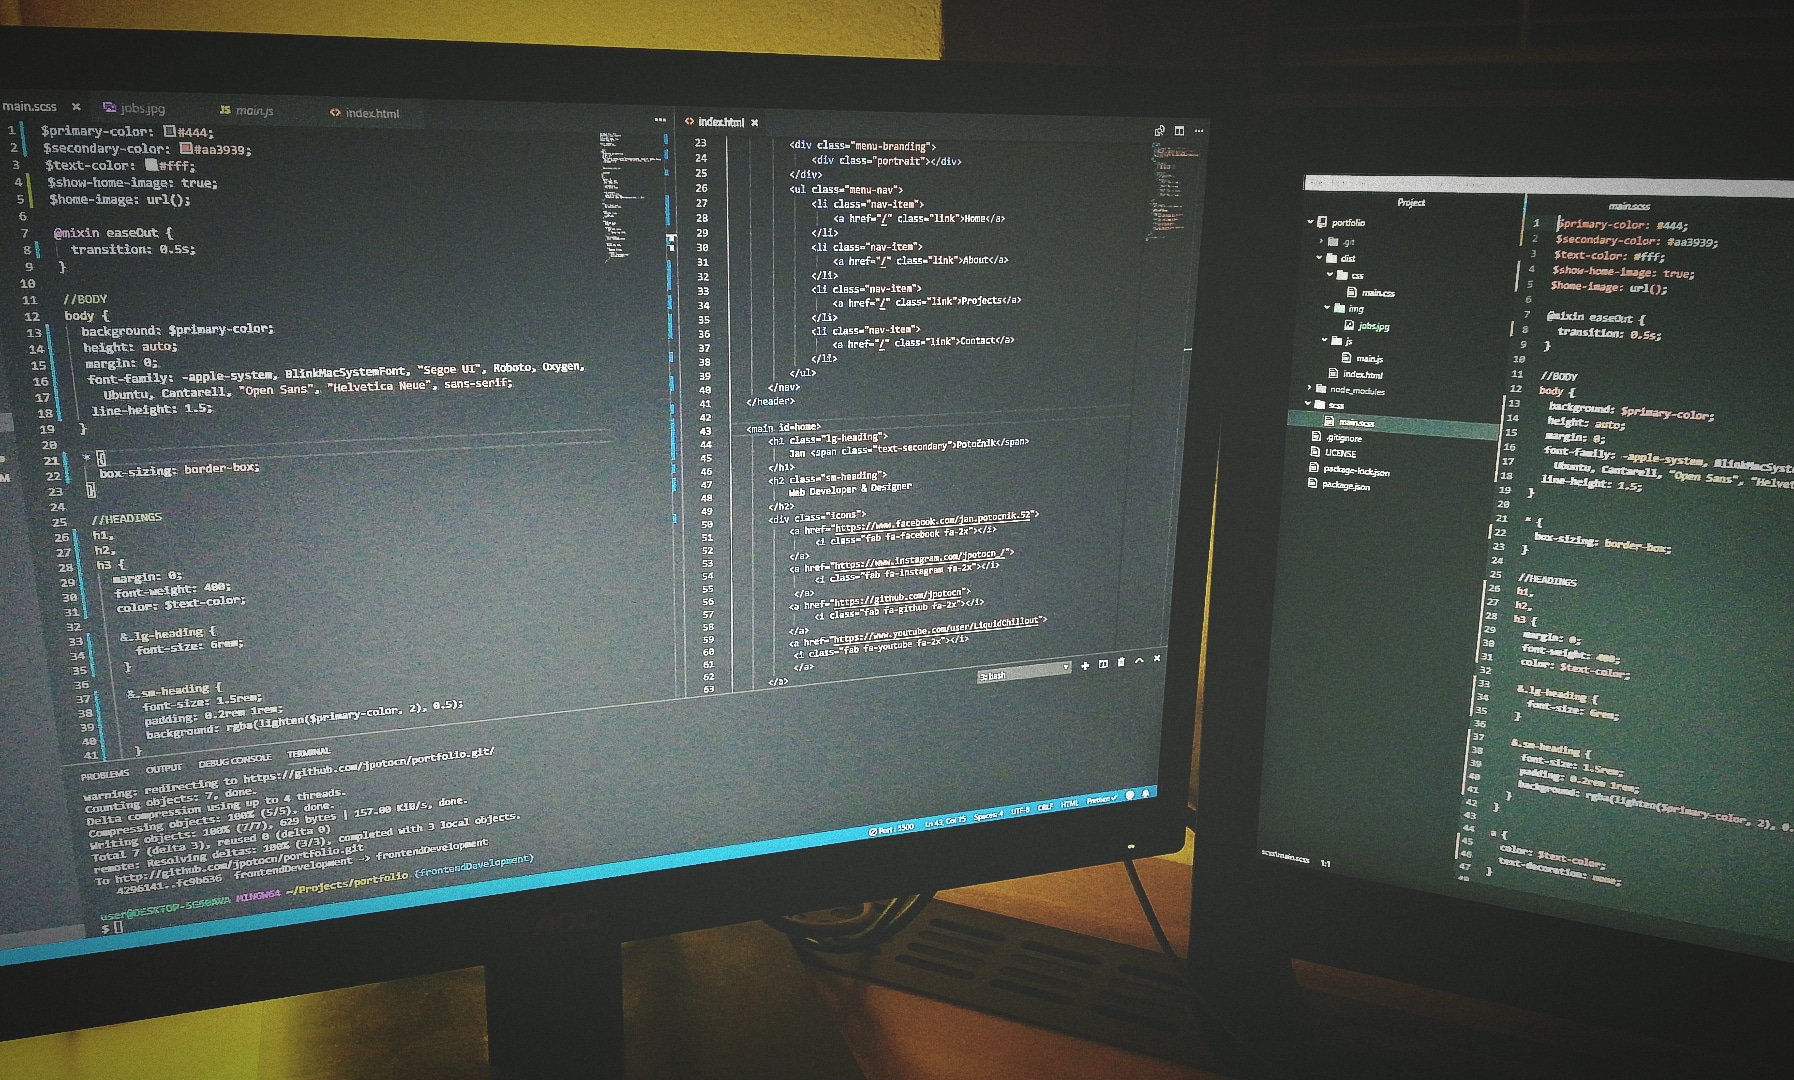 main.scss
jobs.jpg
JS main.js
index.html
1 $primary-color: #444;
2 $secondary-color: #aa3939;
3 $text-color: #fff;
4 $show-home-image: true;
5 $home-image: url();
6
7 @mixin easeOut {
8 transition: 0.5s;
9 }
10
11 //BODY
12 body {
13 background: $primary-color;
14 height: auto;
15 margin: 0;
16 font-family: -apple-system, BlinkMacSystemFont, "Segoe UI", Roboto, Oxygen,
17 Ubuntu, Cantarell, "Open Sans", "Helvetica Neue", sans-serif;
18 line-height: 1.5;
19 }
20
21 * {
22 box-sizing: border-box;
23 }
24
25 //HEADINGS
26 h1,
27 h2,
28 h3 {
29 margin: 0;
30 font-weight: 400;
31 color: $text-color;
32
33 &.lg-heading {
34 font-size: 6rem;
35 }
36
37 &.sm-heading {
38 font-size: 1.5rem;
39 padding: 0.2rem 1rem;
40 background: rgba(lighten($primary-color, 2), 0.5);
41 }
index.html
23 <div class="menu-branding">
24 <div class="portrait"></div>
25 </div>
26 <ul class="menu-nav">
27 <li class="nav-item">
28 <a href="/" class="link">Home</a>
29 </li>
30 <li class="nav-item">
31 <a href="/" class="link">About</a>
32 </li>
33 <li class="nav-item">
34 <a href="/" class="link">Projects</a>
35 </li>
36 <li class="nav-item">
37 <a href="/" class="link">Contact</a>
38 </li>
39 </ul>
40 </nav>
41 </header>
42
43 <main id=home>
44 <h1 class="lg-heading">
45 Jan <span class="text-secondary">Potočnik</span>
46 </h1>
47 <h2 class="sm-heading">
48 Web Developer & Designer
49 </h2>
50 <div class="icons">
51 <a href="https://www.facebook.com/jan.potocnik.52">
52 <i class="fab fa-facebook fa-2x"></i>
53 </a>
54 <a href="https://www.instagram.com/jpotocn_/">
55 <i class="fab fa-instagram fa-2x"></i>
56 </a>
57 <a href="https://github.com/jpotocn">
58 <i class="fab fa-github fa-2x"></i>
59 </a>
60 <a href="https://www.youtube.com/user/LiquidChillout">
61 <i class="fab fa-youtube fa-2x"></i>
62 </a>
63 </a>
PROBLEMS OUTPUT DEBUG CONSOLE TERMINAL
3: bash
warning: redirecting to https://github.com/jpotocn/portfolio.git/
Counting objects: 7, done.
Delta compression using up to 4 threads.
Compressing objects: 100% (5/5), done.
Writing objects: 100% (7/7), 629 bytes | 157.00 KiB/s, done.
Total 7 (delta 3), reused 0 (delta 0)
remote: Resolving deltas: 100% (3/3), completed with 3 local objects.
To http://github.com/jpotocn/portfolio.git
4296141..fc9b636 frontendDevelopment -> frontendDevelopment
MINGW64 ~/Projects/portfolio (frontendDevelopment)
$
Port : 5500 Ln 43, Col 15 Spaces: 4 UTF-8 CRLF HTML Prettier
Project
portfolio
.git
dist
css
main.css
img
jobs.jpg
js
main.js
index.html
node_modules
scss
main.scss
.gitignore
LICENSE
package-lock.json
package.json
scss\main.scss 1:1
main.scss
1 $primary-color: #444;
2 $secondary-color: #aa3939;
3 $text-color: #fff;
4 $show-home-image: true;
5 $home-image: url();
6
7 @mixin easeOut {
8 transition: 0.5s;
9 }
10
11 //BODY
12 body {
13 background: $primary-color;
14 height: auto;
15 margin: 0;
16 font-family: -apple-system, BlinkMacSyst
17 Ubuntu, Cantarell, "Open Sans", "Helvet
18 line-height: 1.5;
19 }
20
21 * {
22 box-sizing: border-box;
23 }
24
25 //HEADINGS
26 h1,
27 h2,
28 h3 {
29 margin: 0;
30 font-weight: 400;
31 color: $text-color;
32
33 &.lg-heading {
34 font-size: 6rem;
35 }
36
37 &.sm-heading {
38 font-size: 1.5rem;
39 padding: 0.2rem 1rem;
40 background: rgba(lighten($primary-color, 2), 0.
41 }
42 }
43
44 a {
45 color: $text-color;
46 text-decoration: none;
47 }